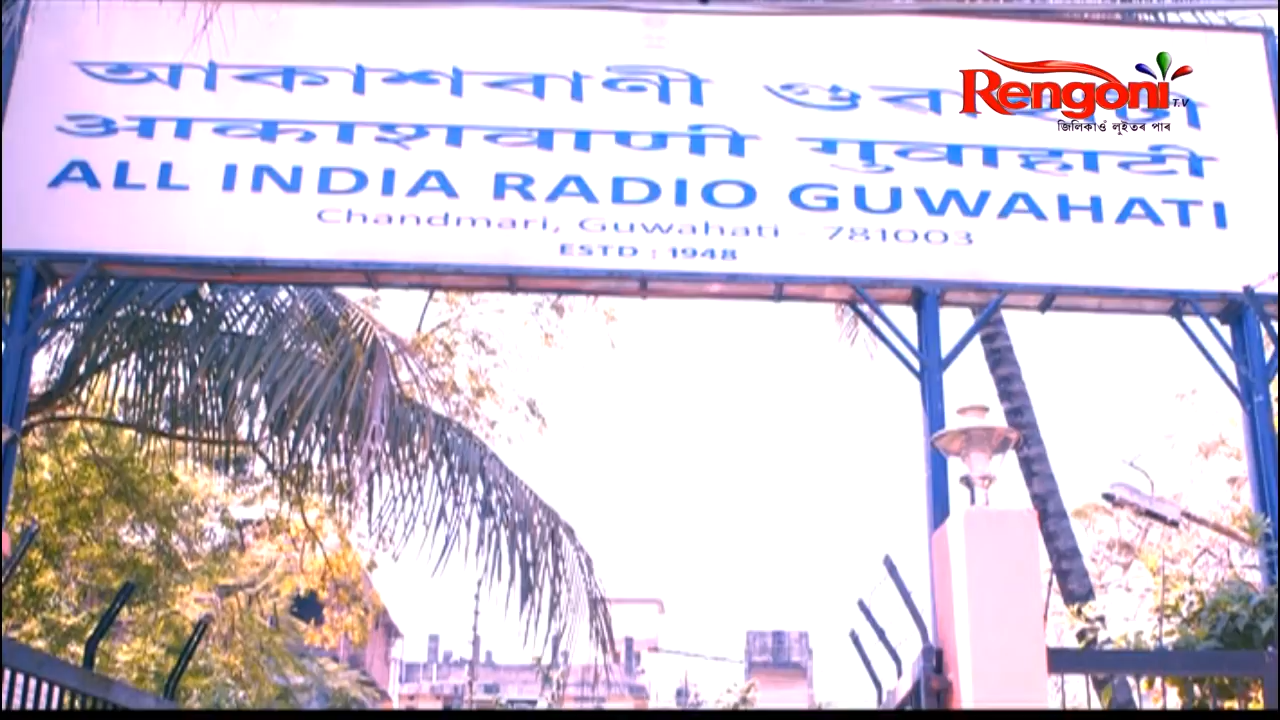 আকাশবাণী গুৱাহাটী
आकाशवाणी गुवाहाटी
ALL INDIA RADIO GUWAHATI
Chandmari, Guwahati - 781003
ESTD : 1948
Rengoni T.V
জিলিকাওঁ লুইতৰ পাৰ